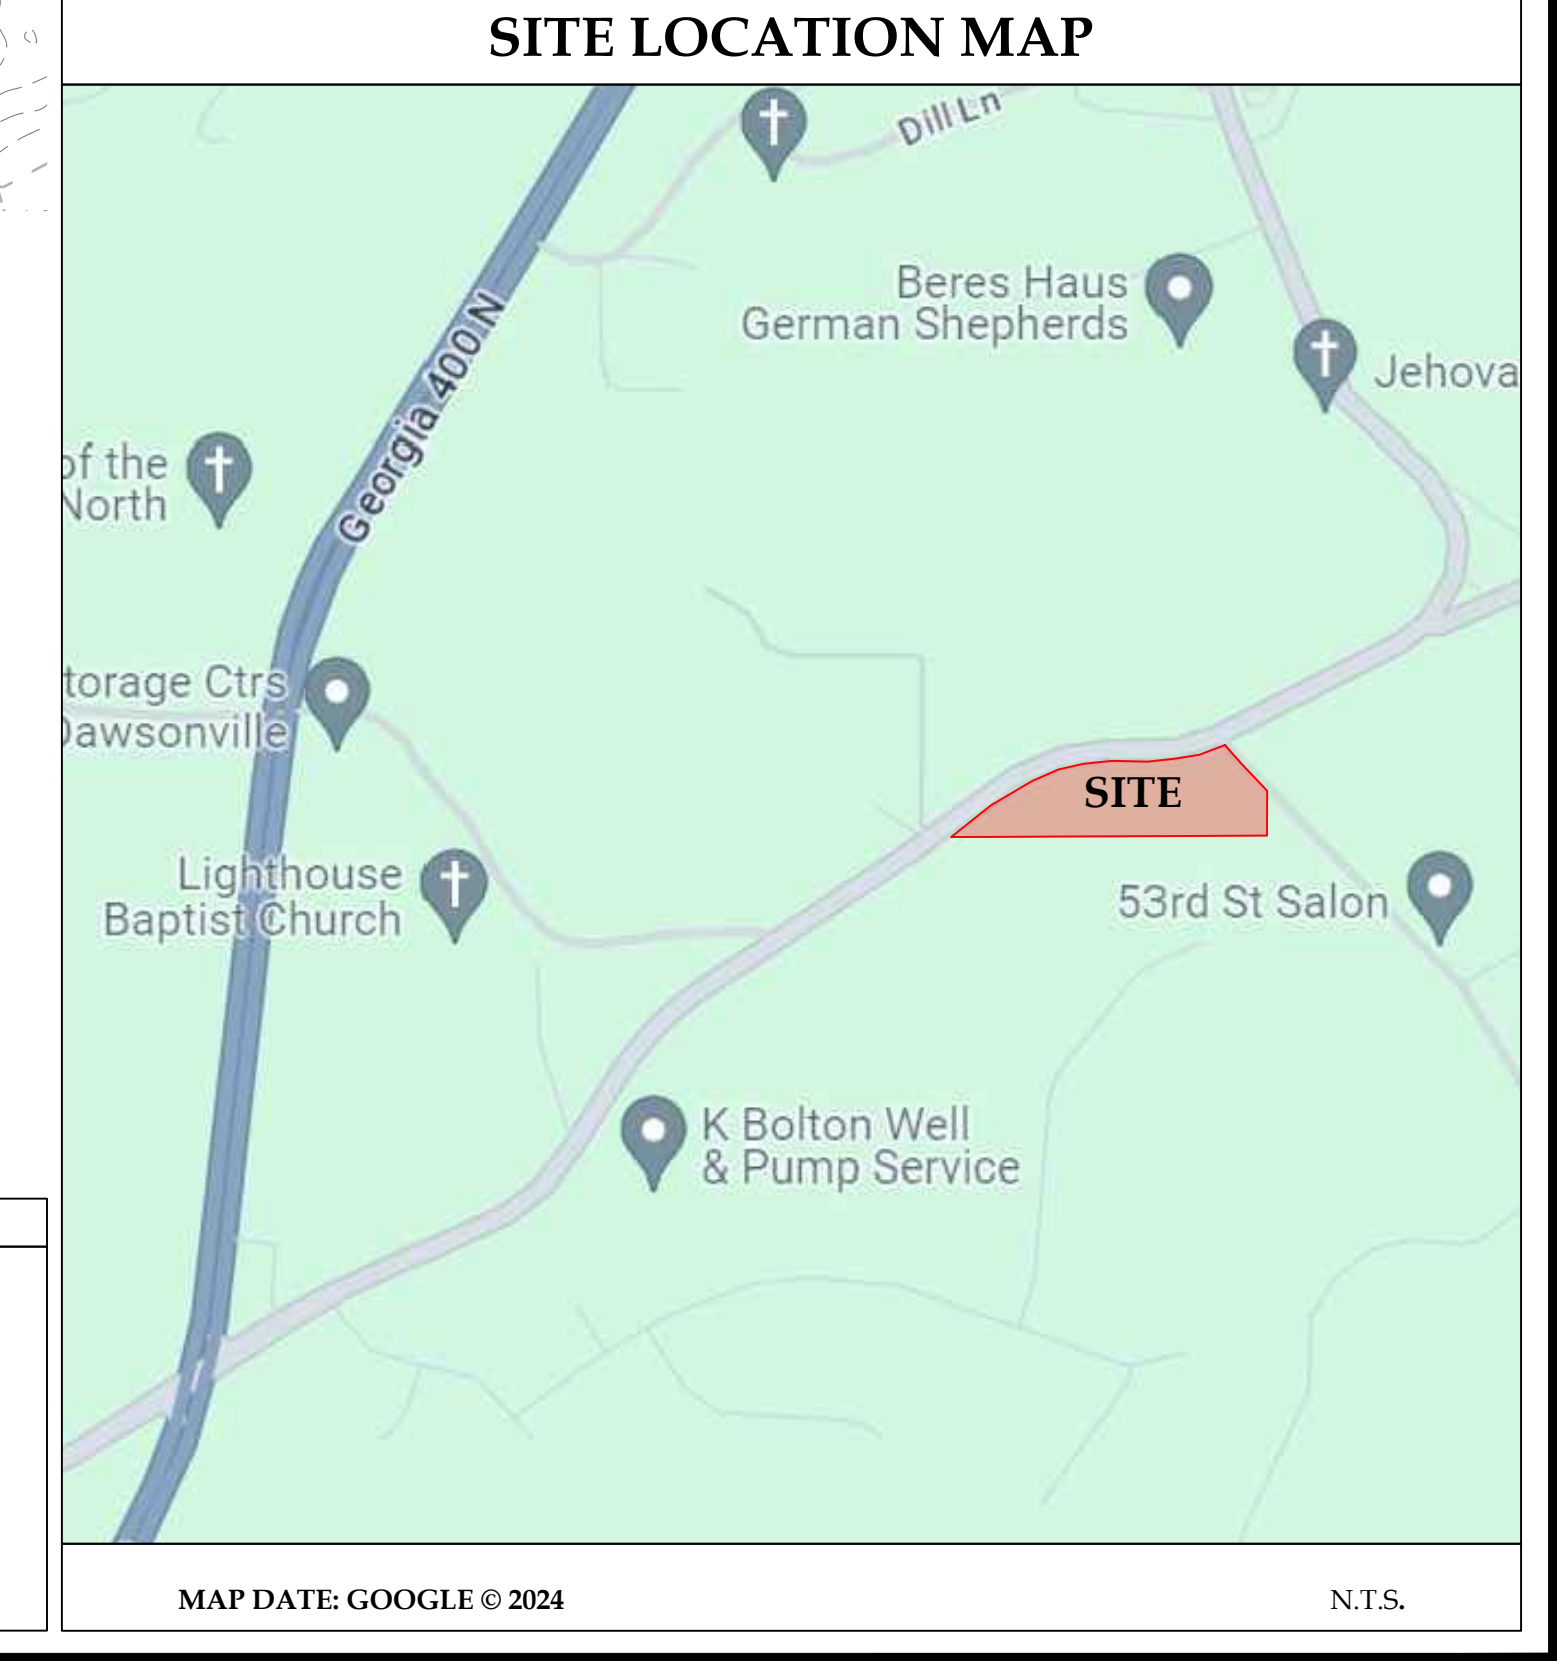 SITE LOCATION MAP
Dill Ln
Beres Haus
German Shepherds
Jehova
Georgia 400 N
of the
North
torage Ctrs
Dawsonville
SITE
Lighthouse
Baptist Church
53rd St Salon
K Bolton Well
& Pump Service
MAP DATE: GOOGLE © 2024
N.T.S.